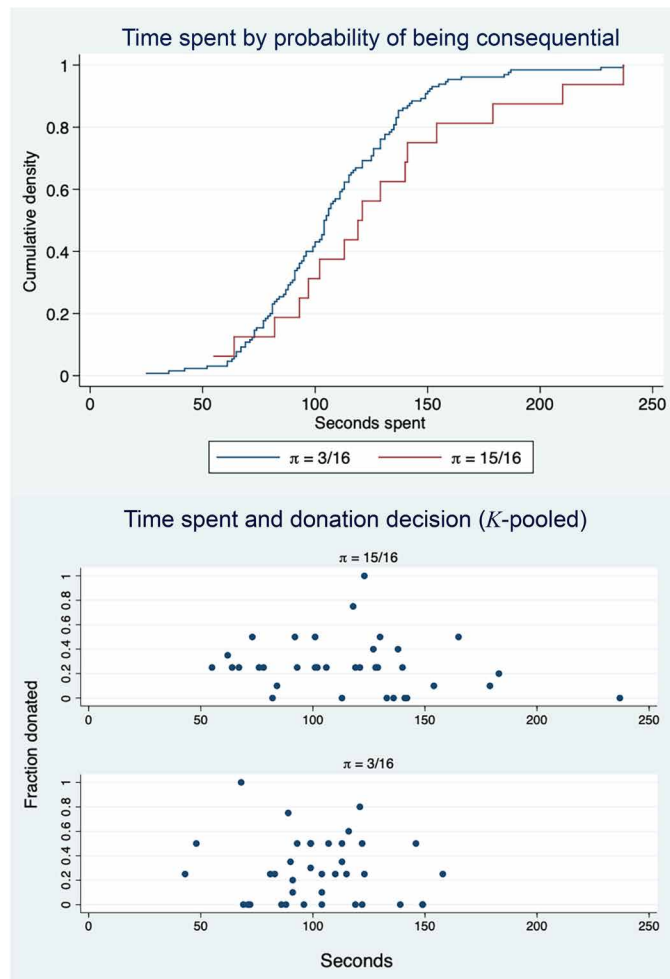 Time spent by probability of being consequential
1
0.8
0.6
0.4
0.2
0
Cumulative density
0 50 100 150 200 250
Seconds spent
π = 3/16 π = 15/16
Time spent and donation decision (K-pooled)
π = 15/16
1
0.8
0.6
0.4
0.2
0
0 50 100 150 200 250
Fraction donated
π = 3/16
1
0.8
0.6
0.4
0.2
0
0 50 100 150 200 250
Seconds